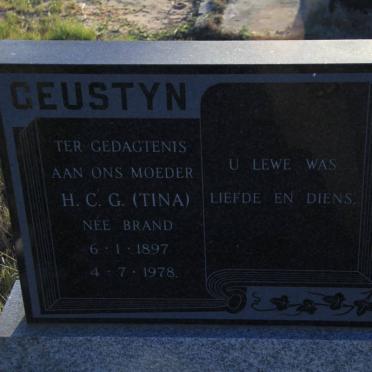 GEUSTYN
TER GEDAGTENIS
AAN ONS MOEDER
H. C. G. (TINA)
NEE BRAND
6 · 1 · 1897
4 · 7 · 1978.
U LEWE WAS
LIEFDE EN DIENS.